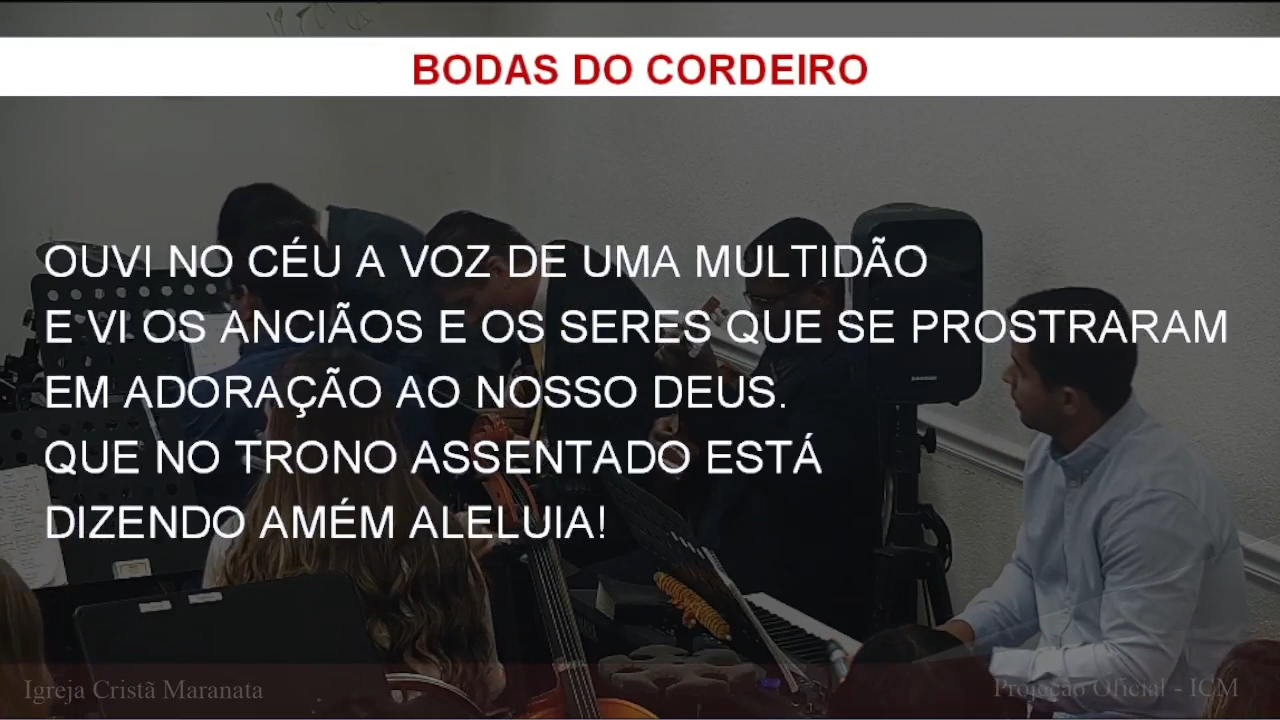 BODAS DO CORDEIRO
OUVI NO CÉU A VOZ DE UMA MULTIDÃO
E VI OS ANCIÃOS E OS SERES QUE SE PROSTRARAM
EM ADORAÇÃO AO NOSSO DEUS.
QUE NO TRONO ASSENTADO ESTÁ
DIZENDO AMÉM ALELUIA!
Igreja Cristã Maranata
Projeção Oficial - ICM